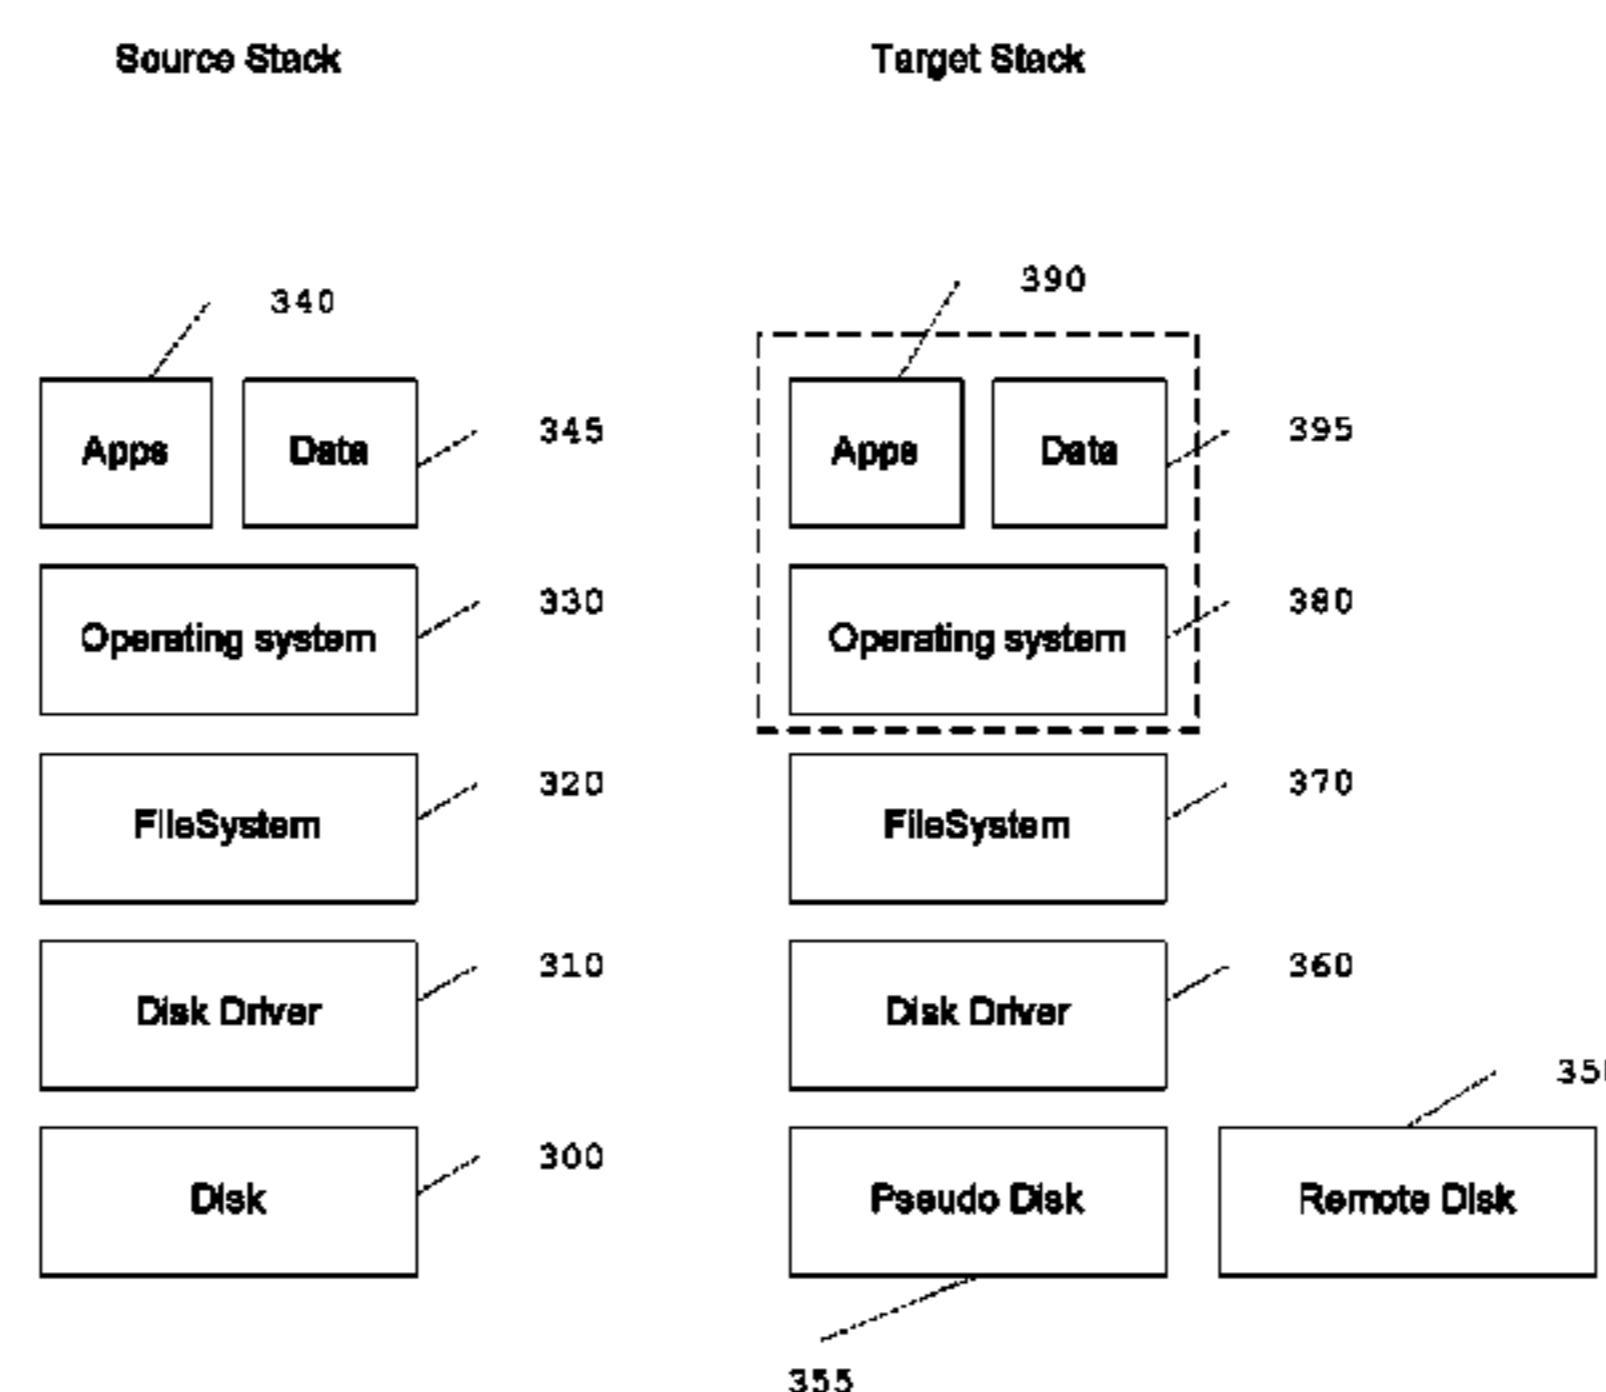 Source Stack
Target Stack
340
390
Apps
Data
345
Apps
Data
395
Operating system
330
Operating system
380
FileSystem
320
FileSystem
370
Disk Driver
310
Disk Driver
360
Disk
300
Pseudo Disk
Remote Disk
355